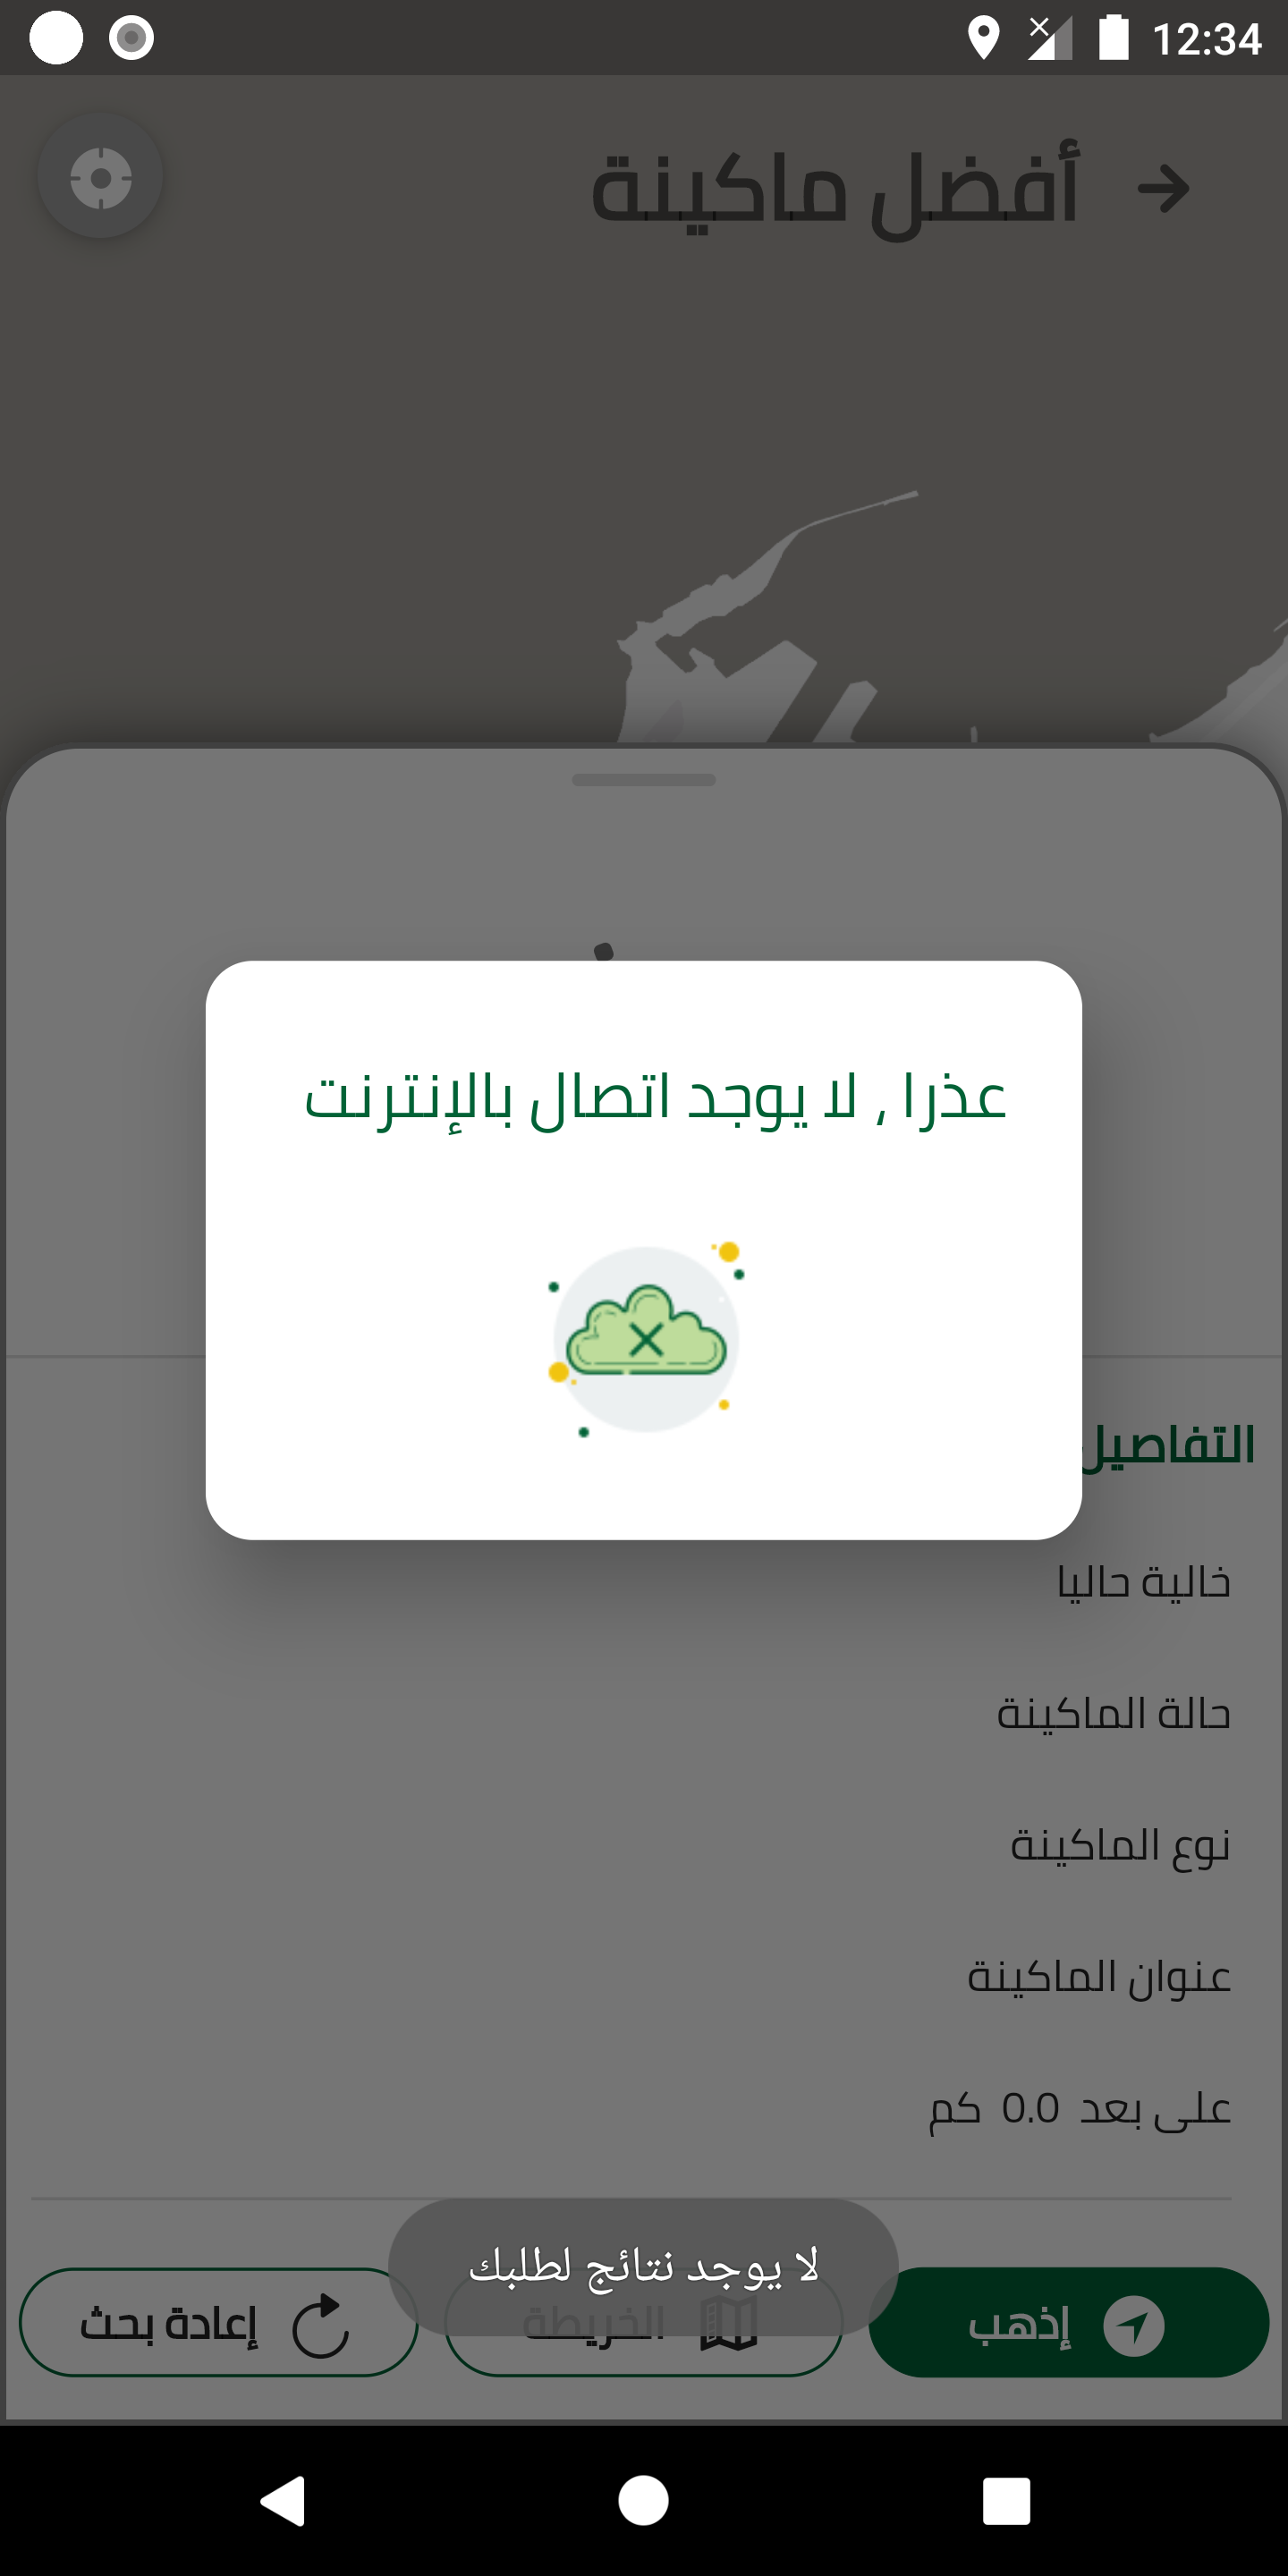 12:34
أفضل ماكينة
عذرا ، لا يوجد اتصال بالإنترنت
التفاصيل
خالية حاليا
حالة الماكينة
نوع الماكينة
عنوان الماكينة
على بعد 0.0 كم
لا يوجد نتائج لطلبك
إذهب
الخريطة
إعادة بحث